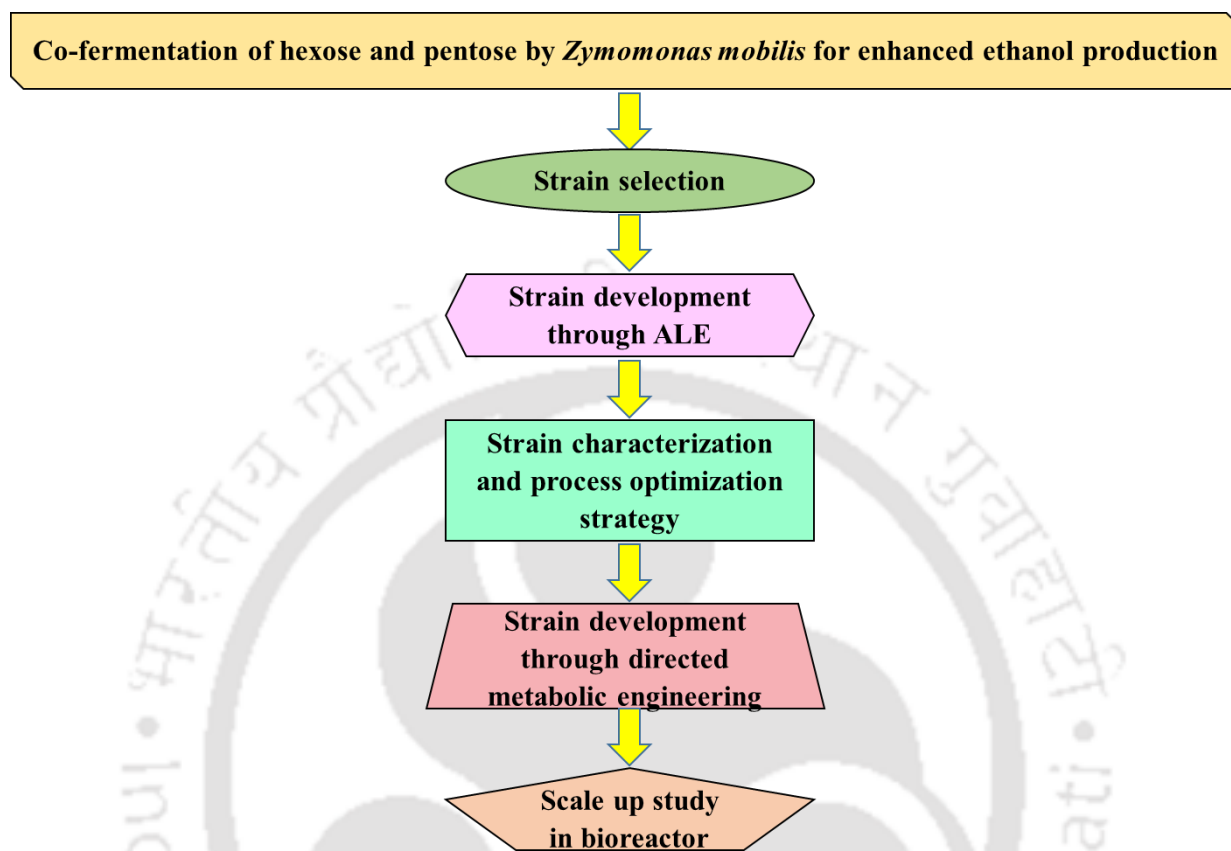 Co-fermentation of hexose and pentose by Zymomonas mobilis for enhanced ethanol production
Strain selection
Strain development
through ALE
Strain characterization
and process optimization
strategy
Strain development
through directed
metabolic engineering
Scale up study
in bioreactor